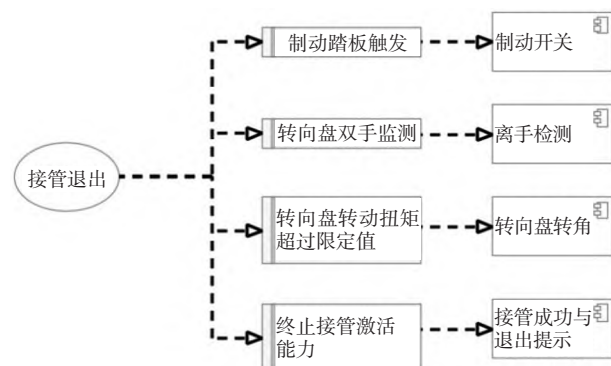 制动踏板触发
制动开关
转向盘双手监测
离手检测
接管退出
转向盘转动扭矩
超过限定值
转向盘转角
终止接管激活
能力
接管成功与
退出提示